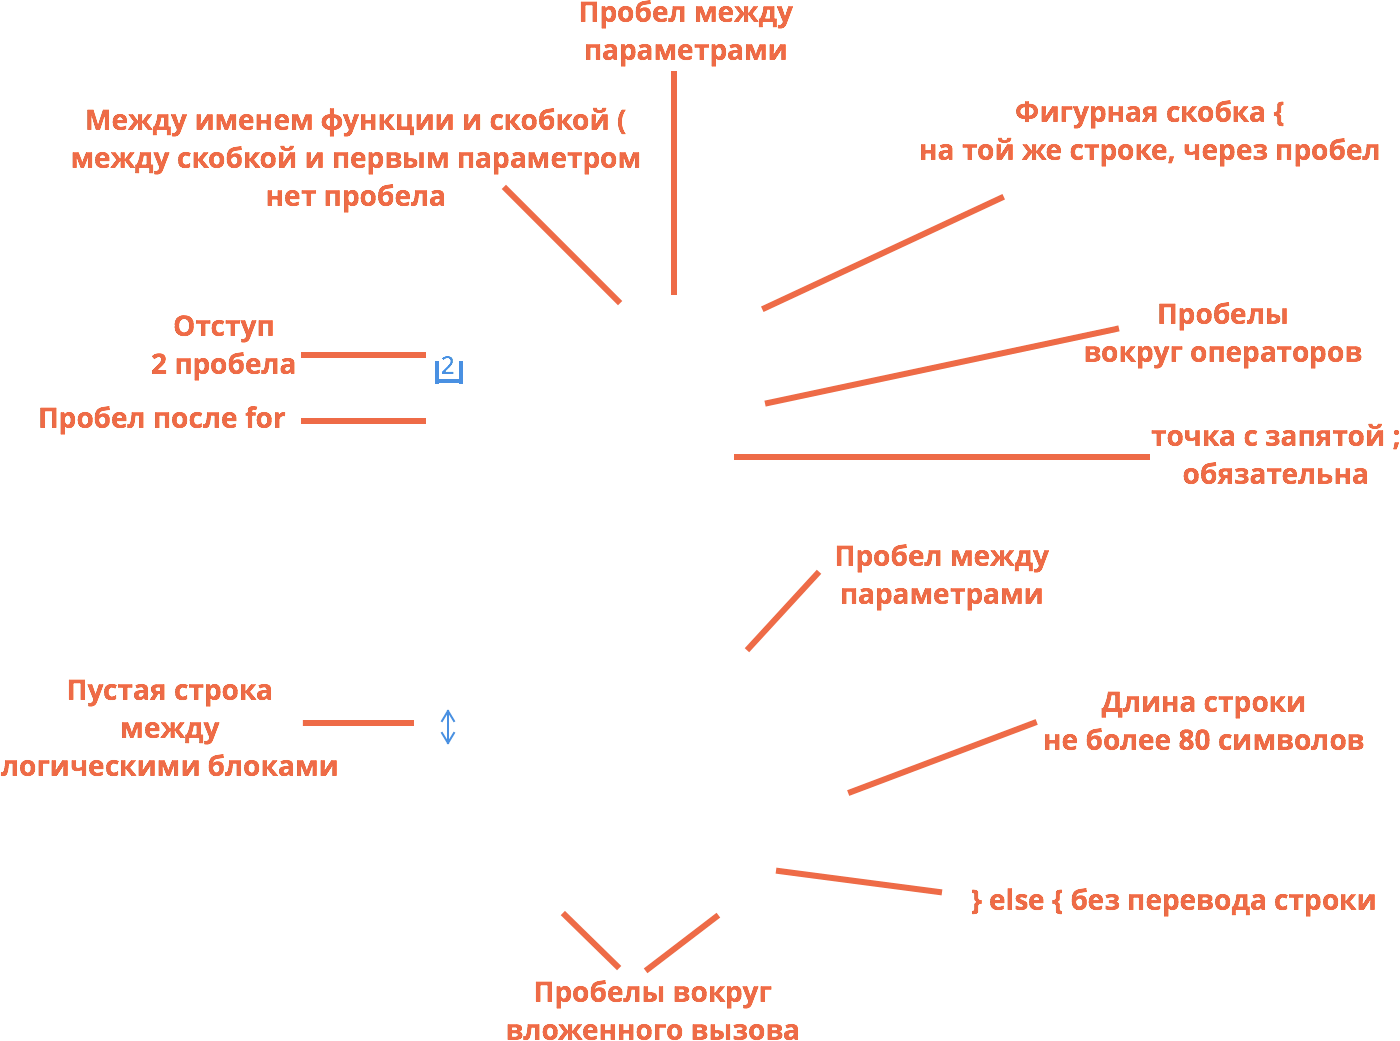 Пробел между
параметрами
Между именем функции и скобкой (
между скобкой и первым параметром
нет пробела
Фигурная скобка {
на той же строке, через пробел
Отступ
2 пробела
2
Пробелы
вокруг операторов
Пробел после for
точка с запятой ;
обязательна
Пробел между
параметрами
Пустая строка
между
логическими блоками
Длина строки
не более 80 символов
} else { без перевода строки
Пробелы вокруг
вложенного вызова